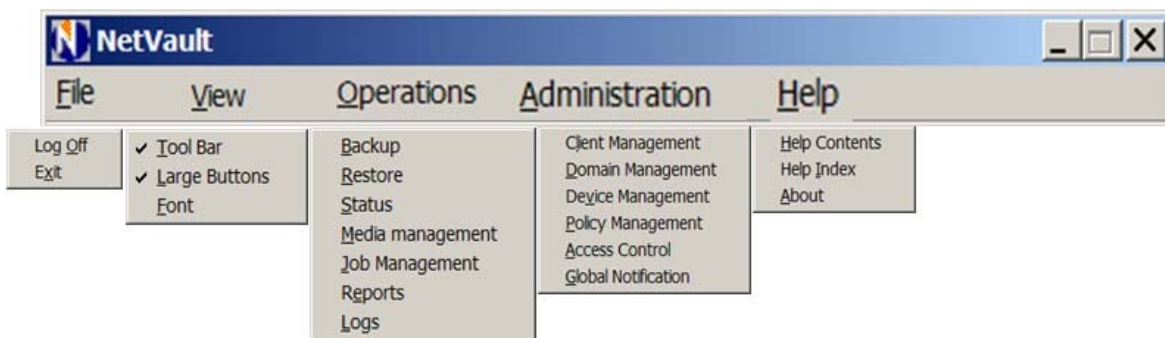 NetVault
File View Operations Administration Help
Log Off
Exit
Tool Bar
Large Buttons
Font
Backup
Restore
Status
Media management
Job Management
Reports
Logs
Client Management
Domain Management
Device Management
Policy Management
Access Control
Global Notification
Help Contents
Help Index
About